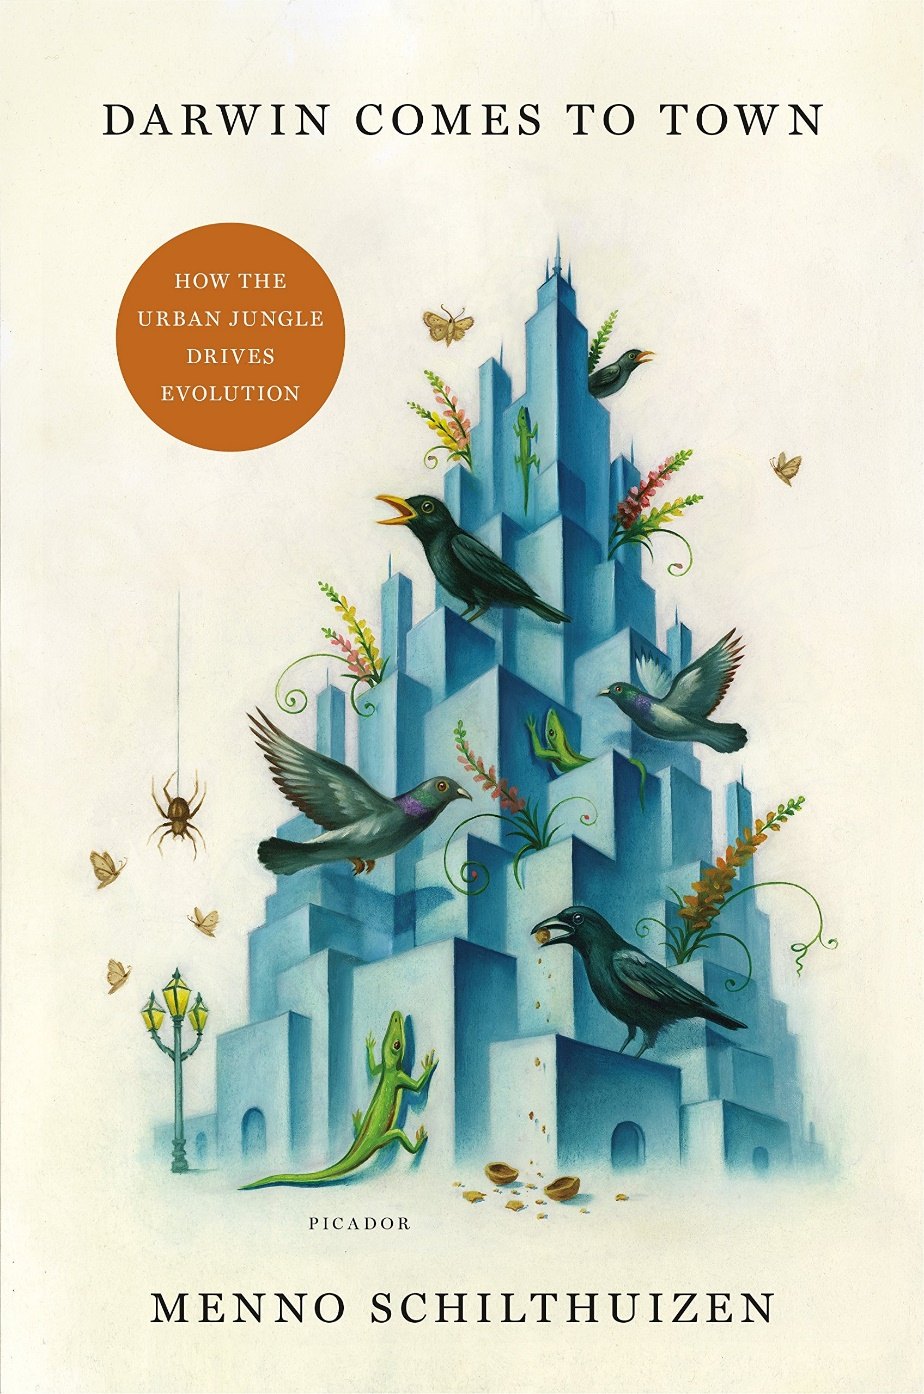 DARWIN COMES TO TOWN
HOW THE
URBAN JUNGLE
DRIVES
EVOLUTION
PICADOR
MENNO SCHILTHUIZEN